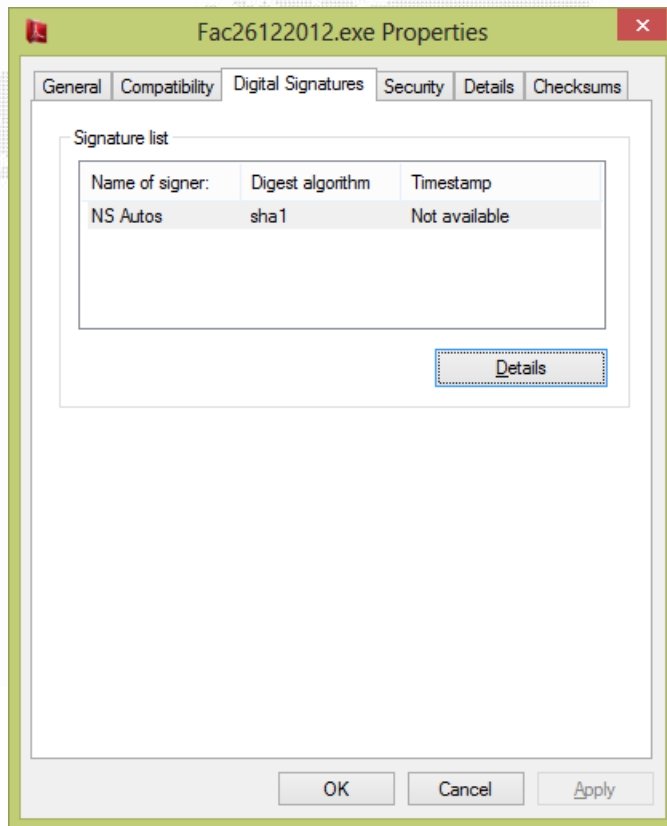 Fac26122012.exe Properties
General Compatibility Digital Signatures Security Details Checksums
Signature list
Name of signer: Digest algorithm Timestamp
NS Autos sha1 Not available
Details
OK Cancel Apply